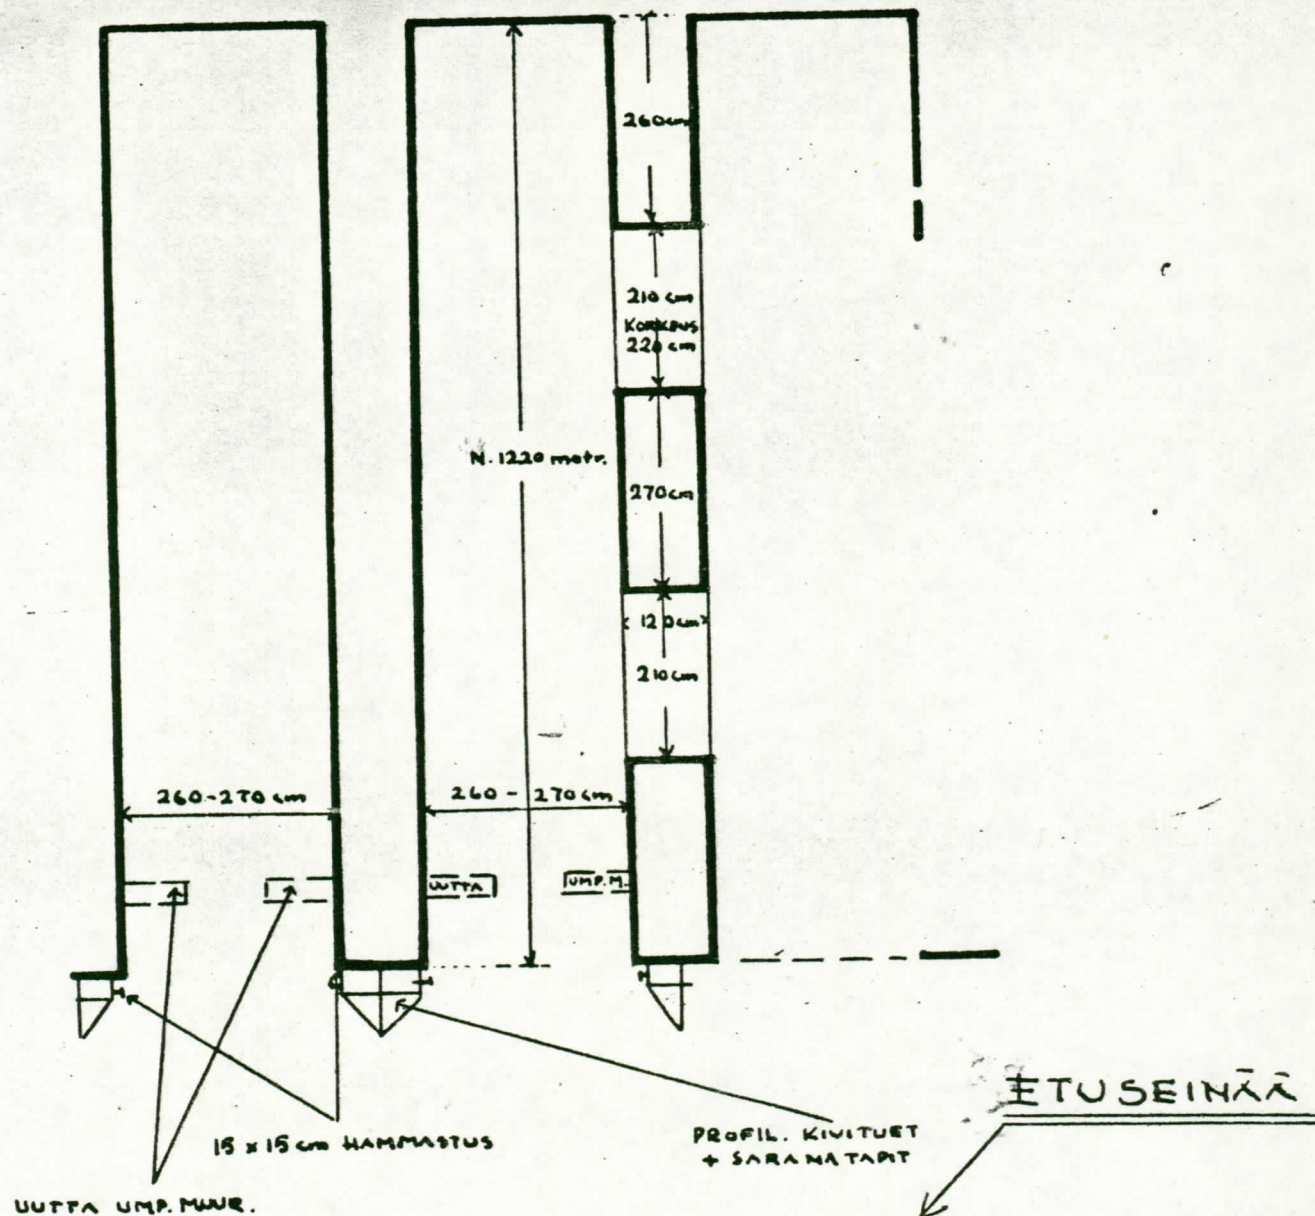 260cm
210 cm
KORKEUS
220 cm
N. 1220 metr.
270cm
120cm
210cm
260-270 cm
260 - 270 cm
UUTTA
UMP.M.
ETUSEINÄÄ
15 x 15 cm HAMMASTUS
PROFIL. KIVITUET
+ SARANATAPIT
UUTTA UMP. MUUR.